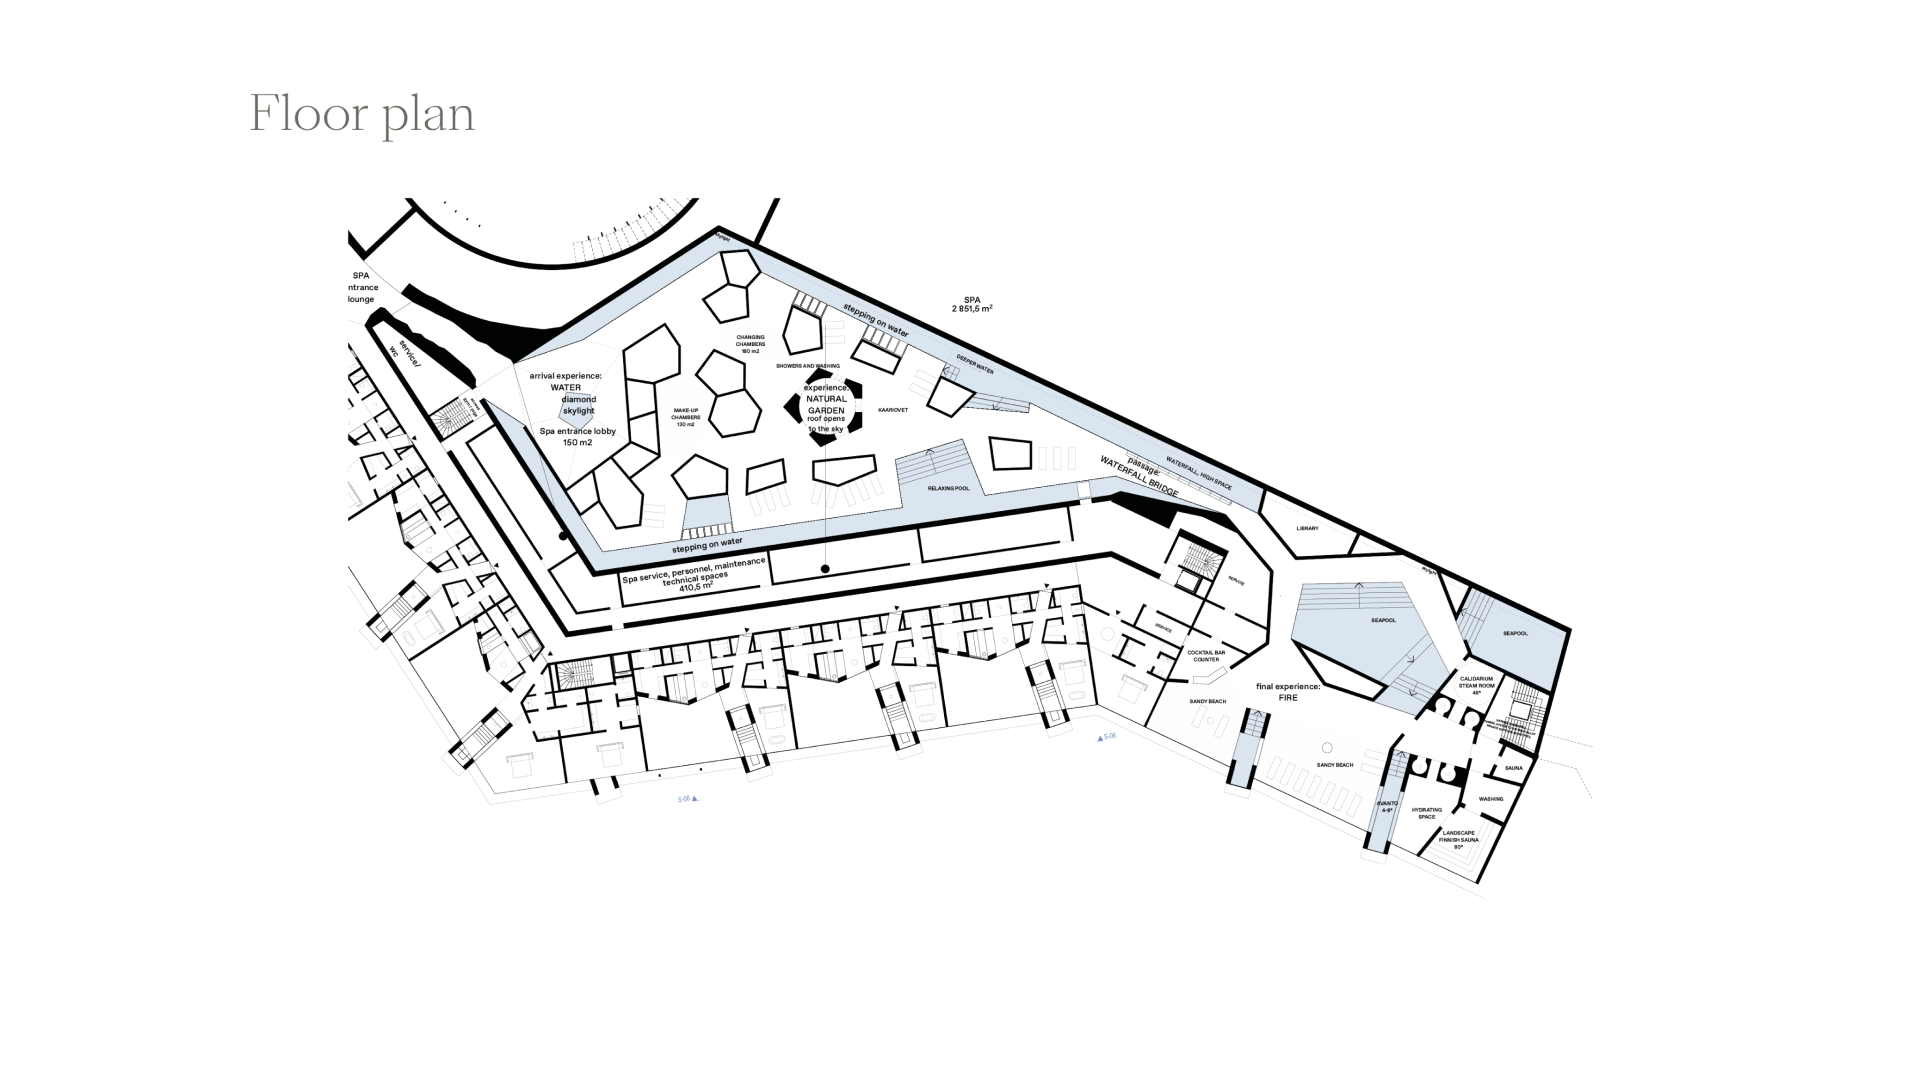 Floor plan
SPA
ntrance
lounge
service/
WC
skylight
SPA
2 851,5 m²
stepping on water
DEEPER WATER
CHANGING
CHAMBERS
180 m2
SHOWERS AND WASHING
arrival experience:
WATER
diamond
skylight
Spa entrance lobby
150 m2
MAKE-UP
CHAMBERS
130 m2
experience:
NATURAL
GARDEN
roof opens
to the sky
KAARIOVET
RELAXING POOL
passage:
WATERFALL BRIDGE
WATERFALL, HIGH SPACE
stepping on water
Spa service, personnel, maintenance
technical spaces
410,5 m²
LIBRARY
skylight
SERVICE
SERVICE
SEAPOOL
SEAPOOL
COCKTAIL BAR
COUNTER
CALIDARIUM
STEAM ROOM
45°
final experience:
FIRE
SANDY BEACH
SANDY BEACH
SAUNA
WASHING
AVANTO
4-8°
HYDRATING
SPACE
LANDSCAPE
FINNISH SAUNA
80°
S-06
S-06